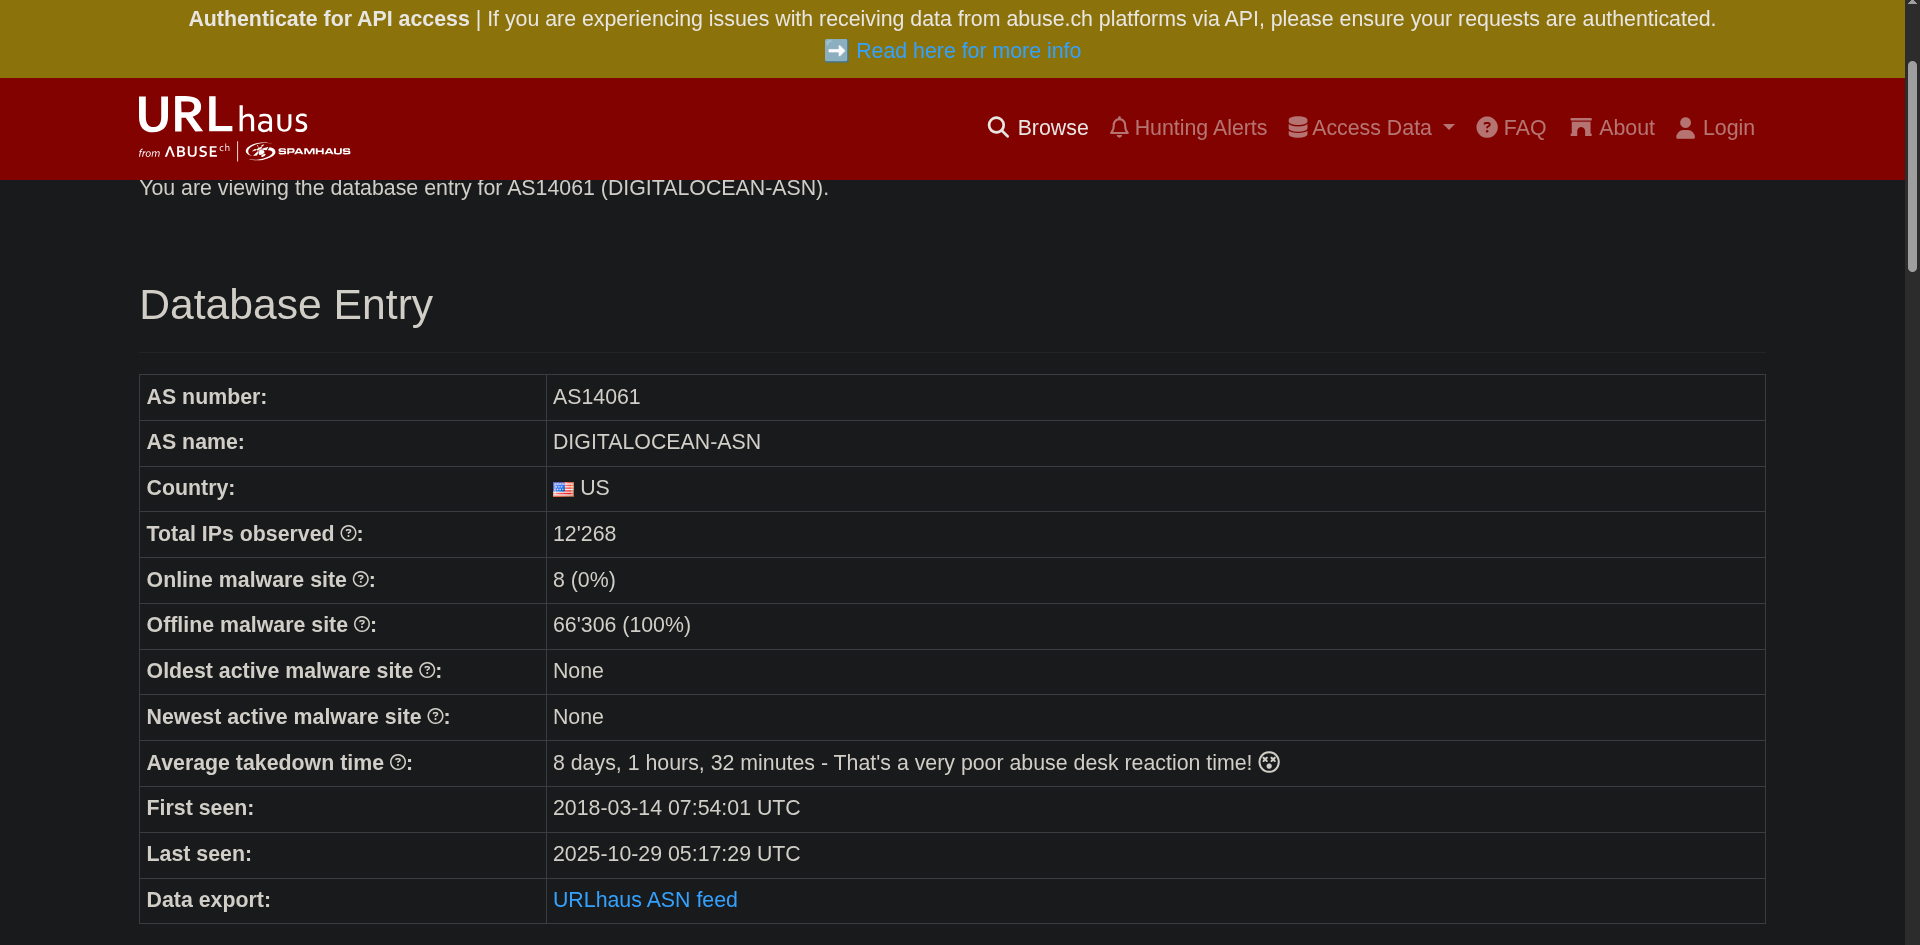 Authenticate for API access | If you are experiencing issues with receiving data from abuse.ch platforms via API, please ensure your requests are authenticated.
➡️ Read here for more info
URLhaus
from ABUSEch | SPAMHAUS
Browse Hunting Alerts Access Data FAQ About Login
You are viewing the database entry for AS14061 (DIGITALOCEAN-ASN).
Database Entry
AS number: AS14061
AS name: DIGITALOCEAN-ASN
Country: US
Total IPs observed ?: 12'268
Online malware site ?: 8 (0%)
Offline malware site ?: 66'306 (100%)
Oldest active malware site ?: None
Newest active malware site ?: None
Average takedown time ?: 8 days, 1 hours, 32 minutes - That's a very poor abuse desk reaction time!
First seen: 2018-03-14 07:54:01 UTC
Last seen: 2025-10-29 05:17:29 UTC
Data export: URLhaus ASN feed